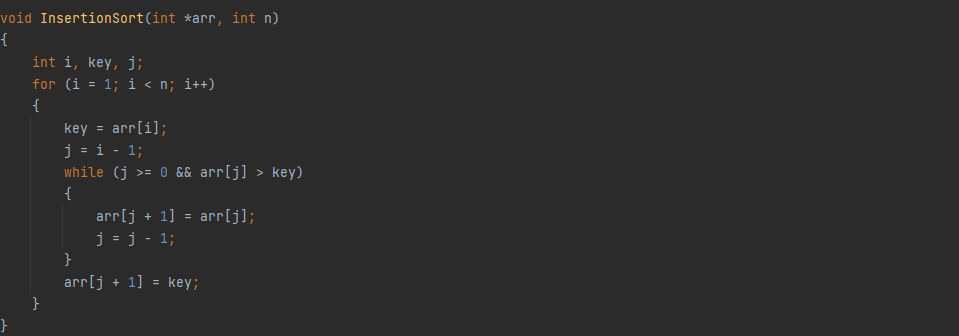 void InsertionSort(int *arr, int n)
{
    int i, key, j;
    for (i = 1; i < n; i++)
    {
        key = arr[i];
        j = i - 1;
        while (j >= 0 && arr[j] > key)
        {
            arr[j + 1] = arr[j];
            j = j - 1;
        }
        arr[j + 1] = key;
    }
}